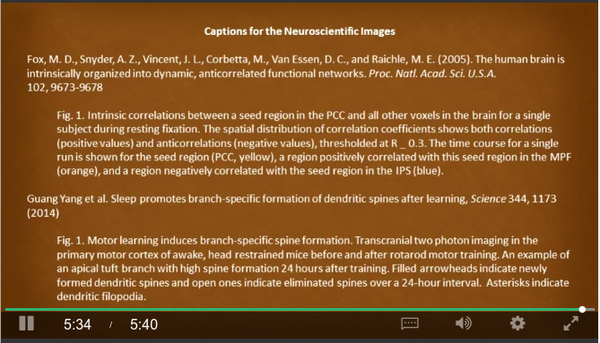 Captions for the Neuroscientific Images
Fox, M. D., Snyder, A. Z., Vincent, J. L., Corbetta, M., Van Essen, D. C., and Raichle, M. E. (2005). The human brain is
intrinsically organized into dynamic, anticorrelated functional networks. Proc. Natl. Acad. Sci. U.S.A.
102, 9673-9678
Fig. 1. Intrinsic correlations between a seed region in the PCC and all other voxels in the brain for a single
subject during resting fixation. The spatial distribution of correlation coefficients shows both correlations
(positive values) and anticorrelations (negative values), thresholded at R _ 0.3. The time course for a single
run is shown for the seed region (PCC, yellow), a region positively correlated with this seed region in the MPF
(orange), and a region negatively correlated with the seed region in the IPS (blue).
Guang Yang et al. Sleep promotes branch-specific formation of dendritic spines after learning, Science 344, 1173
(2014)
Fig. 1. Motor learning induces branch-specific spine formation. Transcranial two photon imaging in the
primary motor cortex of awake, head restrained mice before and after rotarod motor training. An example of
an apical tuft branch with high spine formation 24 hours after training. Filled arrowheads indicate newly
formed dendritic spines and open ones indicate eliminated spines over a 24-hour interval. Asterisks indicate
dendritic filopodia.
5:34 / 5:40